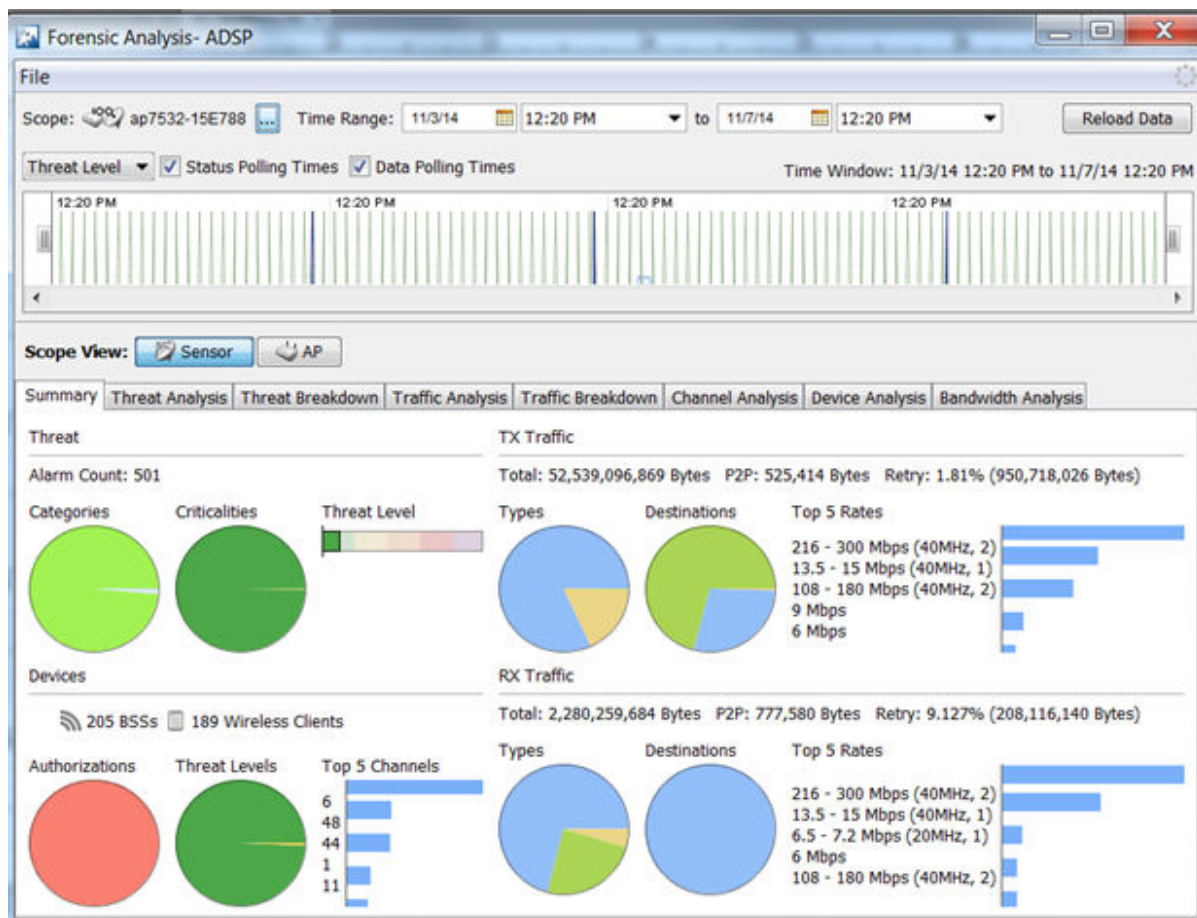 Forensic Analysis- ADSP
File
Scope: ap7532-15E788 ... Time Range: 11/3/14 12:20 PM to 11/7/14 12:20 PM Reload Data
Threat Level Status Polling Times Data Polling Times Time Window: 11/3/14 12:20 PM to 11/7/14 12:20 PM
12:20 PM 12:20 PM 12:20 PM 12:20 PM
Scope View: Sensor AP
Summary Threat Analysis Threat Breakdown Traffic Analysis Traffic Breakdown Channel Analysis Device Analysis Bandwidth Analysis
Threat
Alarm Count: 501
Categories Criticalities Threat Level
TX Traffic
Total: 52,539,096,869 Bytes P2P: 525,414 Bytes Retry: 1.81% (950,718,026 Bytes)
Types Destinations Top 5 Rates
216 - 300 Mbps (40MHz, 2)
13.5 - 15 Mbps (40MHz, 1)
108 - 180 Mbps (40MHz, 2)
9 Mbps
6 Mbps
Devices
205 BSSs 189 Wireless Clients
Authorizations Threat Levels Top 5 Channels
6
48
44
1
11
RX Traffic
Total: 2,280,259,684 Bytes P2P: 777,580 Bytes Retry: 9.127% (208,116,140 Bytes)
Types Destinations Top 5 Rates
216 - 300 Mbps (40MHz, 2)
13.5 - 15 Mbps (40MHz, 1)
6.5 - 7.2 Mbps (20MHz, 1)
6 Mbps
108 - 180 Mbps (40MHz, 2)